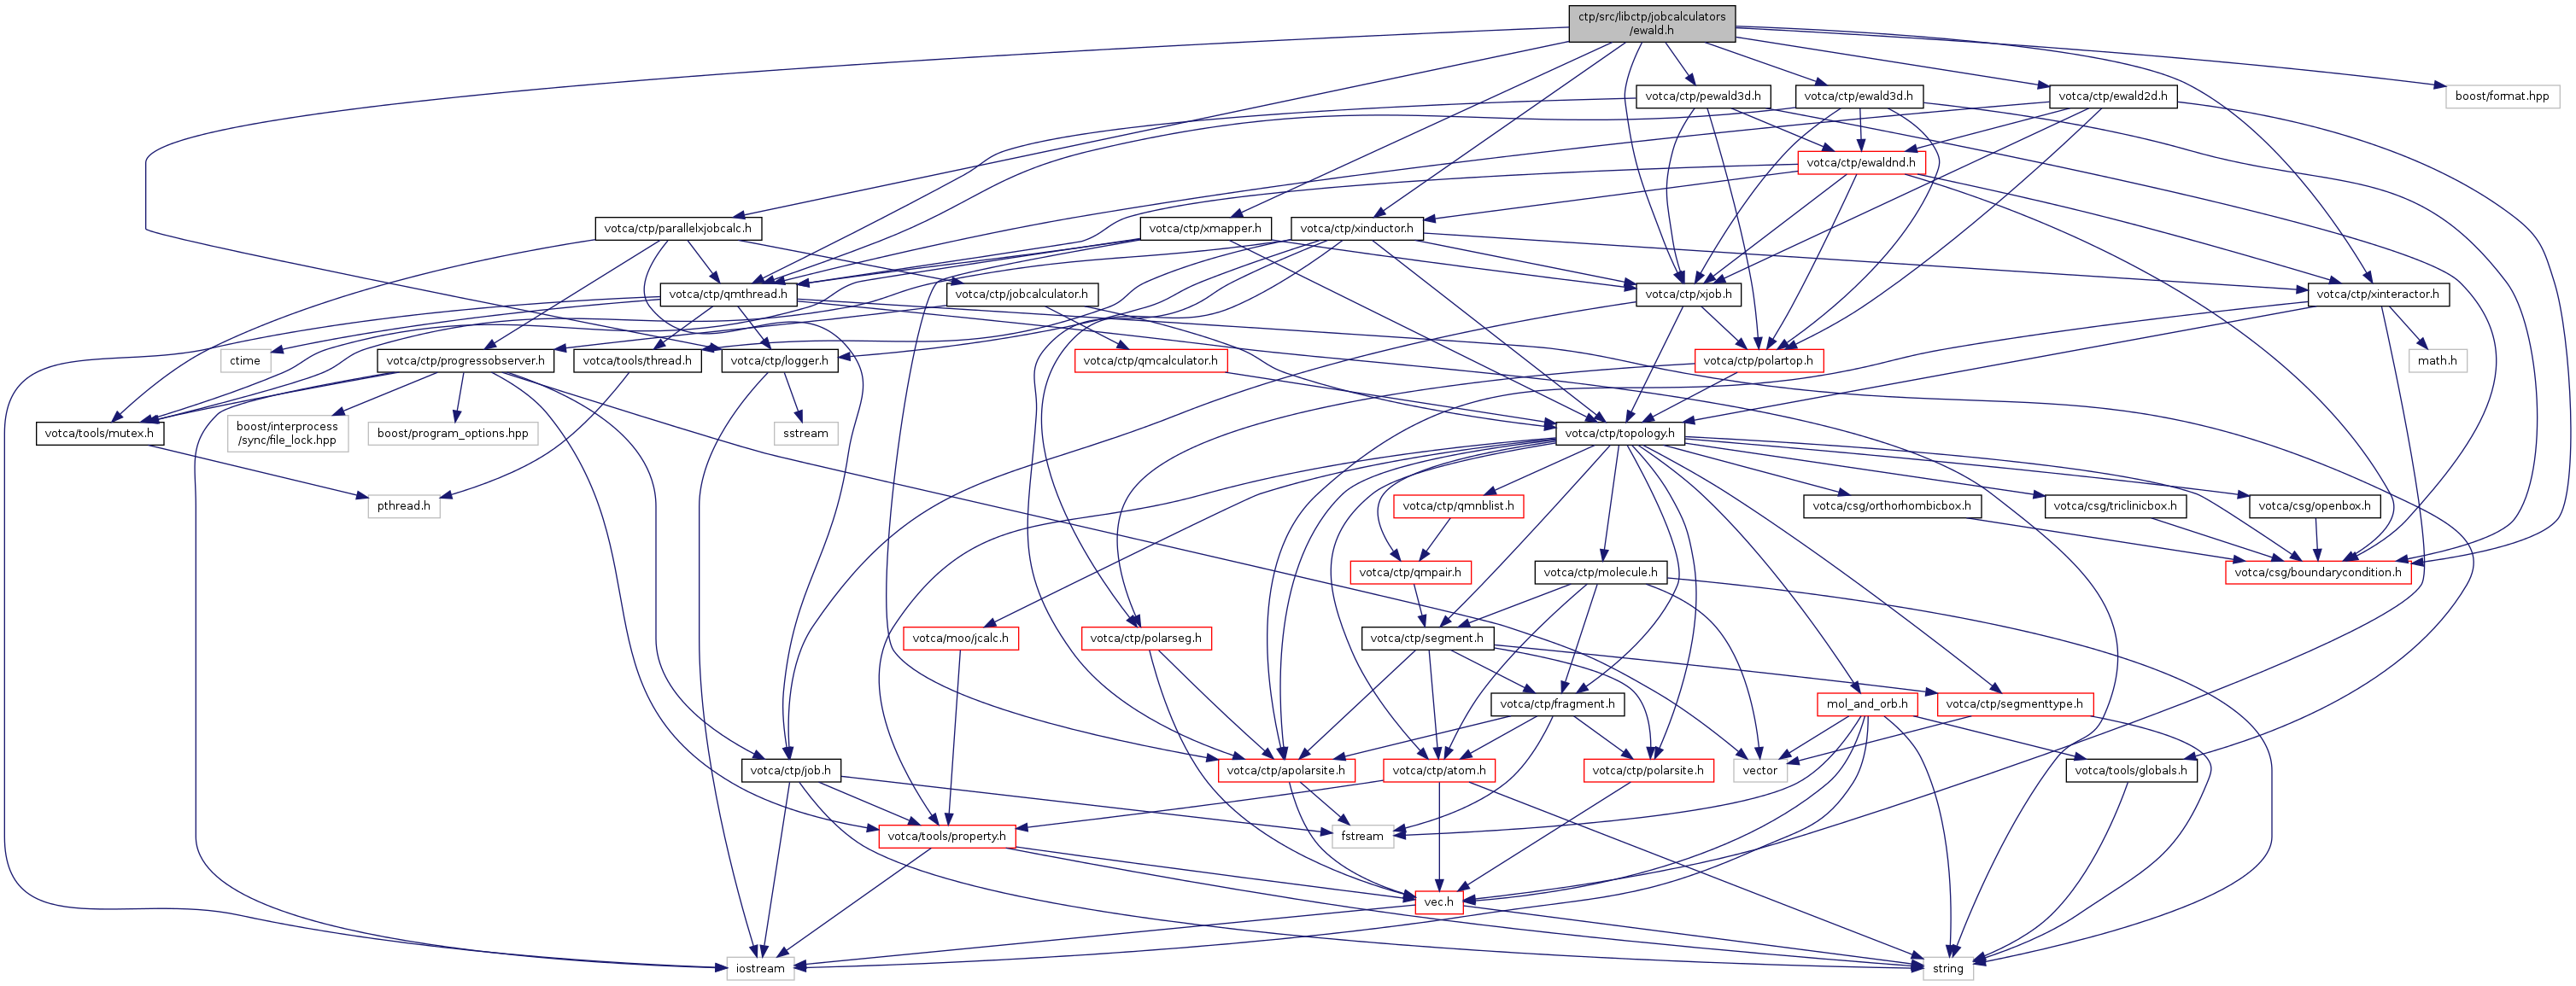 ctp/src/libctp/jobcalculators
/ewald.h
votca/ctp/pewald3d.h
votca/ctp/ewald3d.h
votca/ctp/ewald2d.h
boost/format.hpp
votca/ctp/ewaldnd.h
votca/ctp/parallelxjobcalc.h
votca/ctp/xmapper.h
votca/ctp/xinductor.h
votca/ctp/qmthread.h
votca/ctp/jobcalculator.h
votca/ctp/xjob.h
votca/ctp/xinteractor.h
ctime
votca/ctp/progressobserver.h
votca/tools/thread.h
votca/ctp/logger.h
votca/ctp/qmcalculator.h
votca/ctp/polartop.h
math.h
votca/tools/mutex.h
boost/interprocess
/sync/file_lock.hpp
boost/program_options.hpp
sstream
votca/ctp/topology.h
pthread.h
votca/ctp/qmnblist.h
votca/csg/orthorhombicbox.h
votca/csg/triclinicbox.h
votca/csg/openbox.h
votca/ctp/qmpair.h
votca/ctp/molecule.h
votca/csg/boundarycondition.h
votca/moo/jcalc.h
votca/ctp/polarseg.h
votca/ctp/segment.h
votca/ctp/fragment.h
mol_and_orb.h
votca/ctp/segmenttype.h
votca/ctp/job.h
votca/ctp/apolarsite.h
votca/ctp/atom.h
votca/ctp/polarsite.h
vector
votca/tools/globals.h
votca/tools/property.h
fstream
vec.h
iostream
string